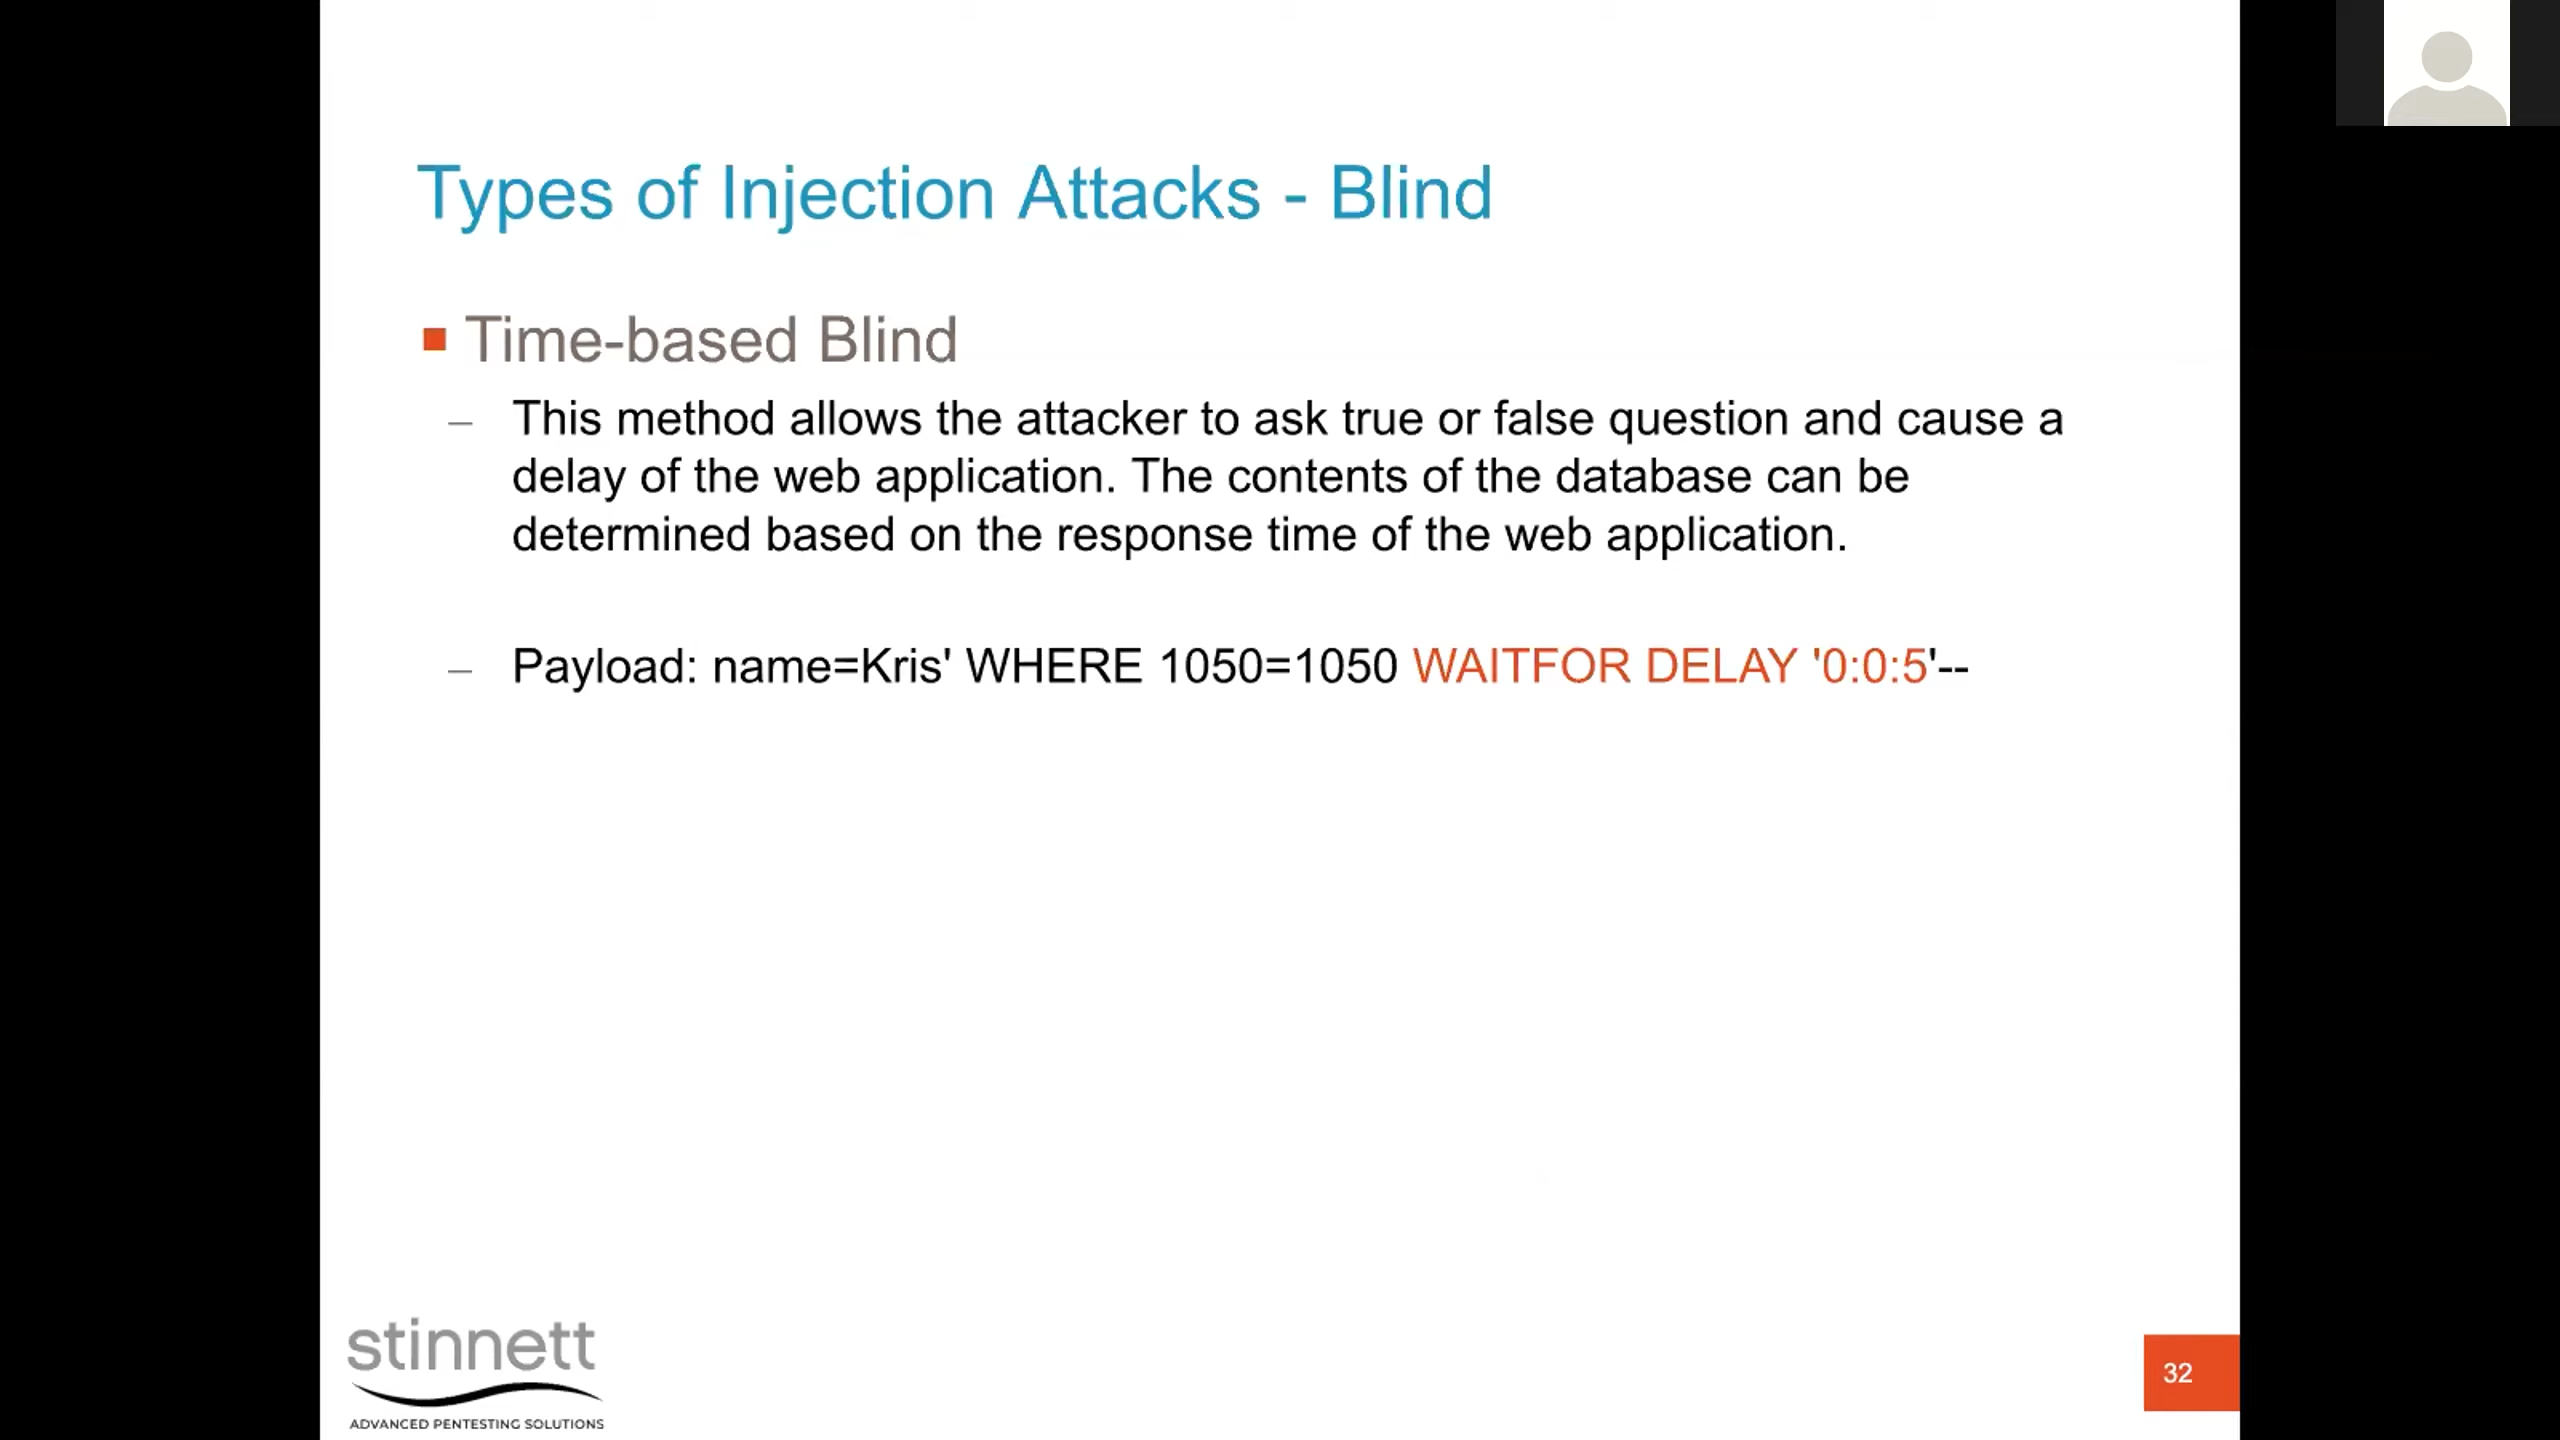 Types of Injection Attacks - Blind
Time-based Blind
– This method allows the attacker to ask true or false question and cause a
delay of the web application. The contents of the database can be
determined based on the response time of the web application.
– Payload: name=Kris' WHERE 1050=1050 WAITFOR DELAY '0:0:5'--
stinnett
ADVANCED PENTESTING SOLUTIONS
32